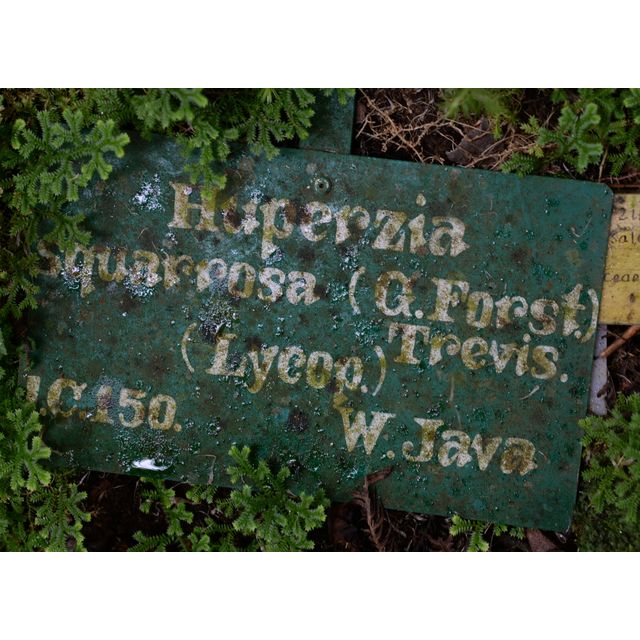 Huperzia
Squarrosa (G.Forst)
Trevis.
(Lycop.)
I.C.150.
W.Java